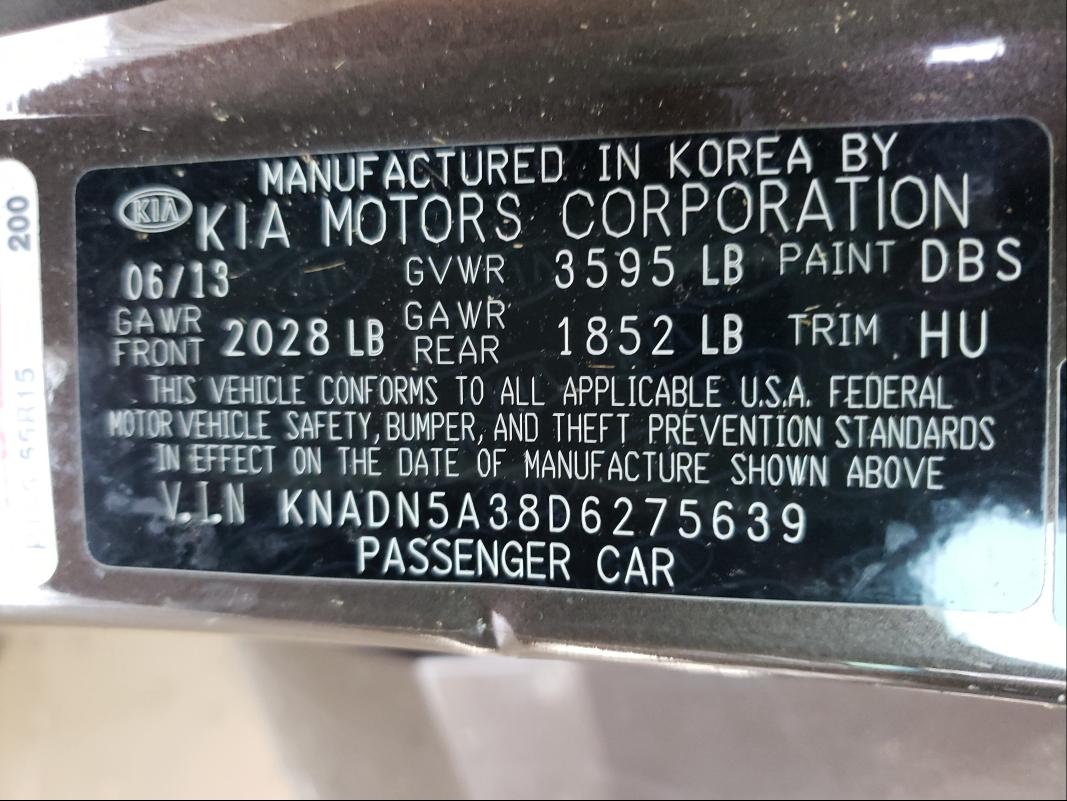 MANUFACTURED IN KOREA BY
KIA KIA MOTORS CORPORATION
06/13 GVWR 3595 LB PAINT DBS
GAWR FRONT 2028 LB GAWR REAR 1852 LB TRIM HU
THIS VEHICLE CONFORMS TO ALL APPLICABLE U.S.A. FEDERAL
MOTOR VEHICLE SAFETY, BUMPER, AND THEFT PREVENTION STANDARDS
IN EFFECT ON THE DATE OF MANUFACTURE SHOWN ABOVE
V.I.N KNADN5A38D6275639
PASSENGER CAR
200